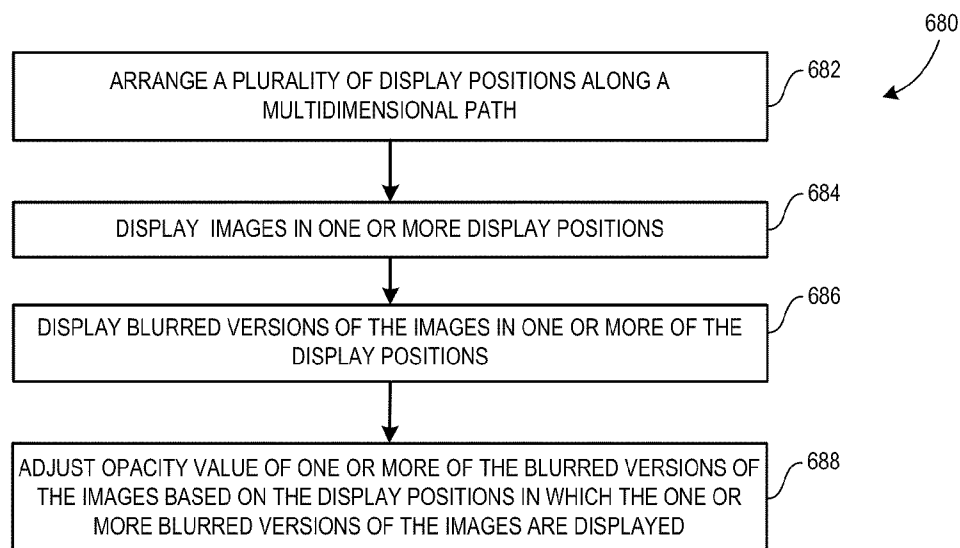 680
ARRANGE A PLURALITY OF DISPLAY POSITIONS ALONG A
MULTIDIMENSIONAL PATH
682
DISPLAY IMAGES IN ONE OR MORE DISPLAY POSITIONS
684
DISPLAY BLURRED VERSIONS OF THE IMAGES IN ONE OR MORE OF THE
DISPLAY POSITIONS
686
ADJUST OPACITY VALUE OF ONE OR MORE OF THE BLURRED VERSIONS OF
THE IMAGES BASED ON THE DISPLAY POSITIONS IN WHICH THE ONE OR
MORE BLURRED VERSIONS OF THE IMAGES ARE DISPLAYED
688